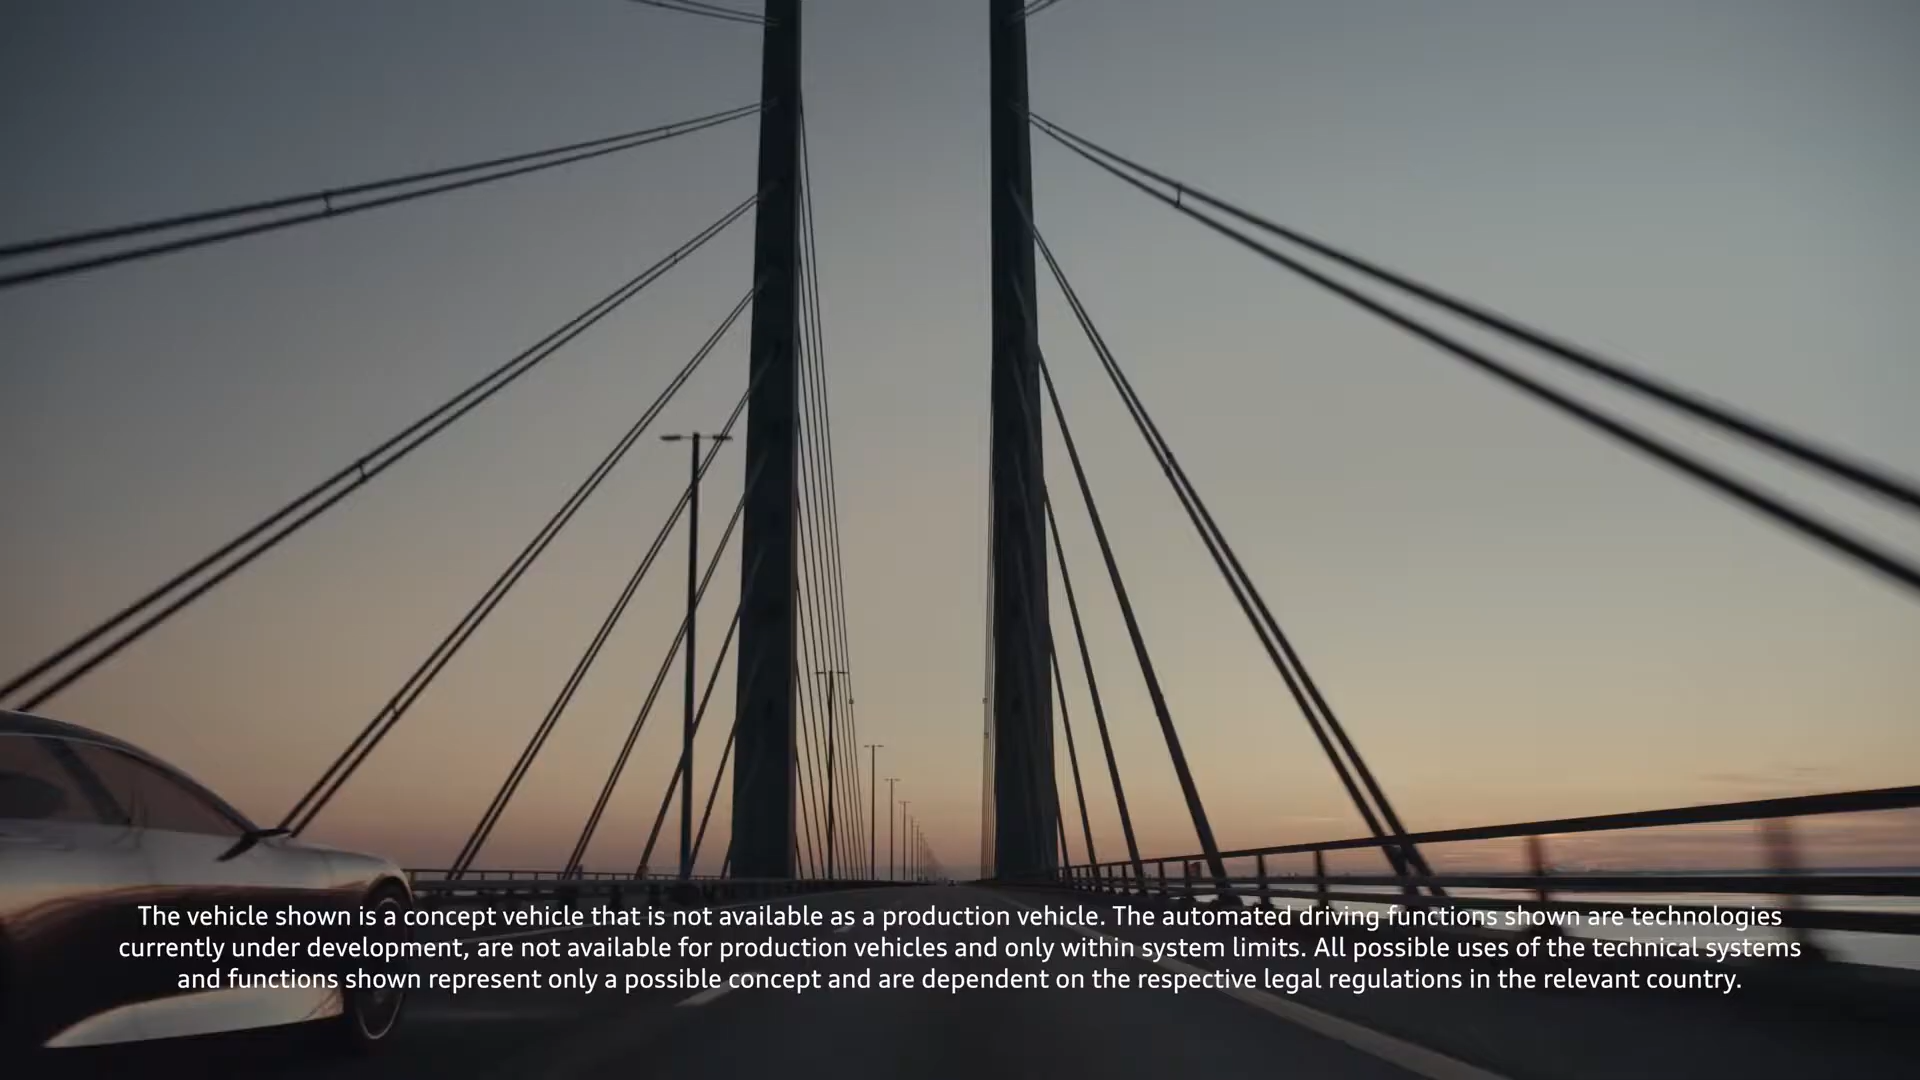 The vehicle shown is a concept vehicle that is not available as a production vehicle. The automated driving functions shown are technologies
currently under development, are not available for production vehicles and only within system limits. All possible uses of the technical systems
and functions shown represent only a possible concept and are dependent on the respective legal regulations in the relevant country.